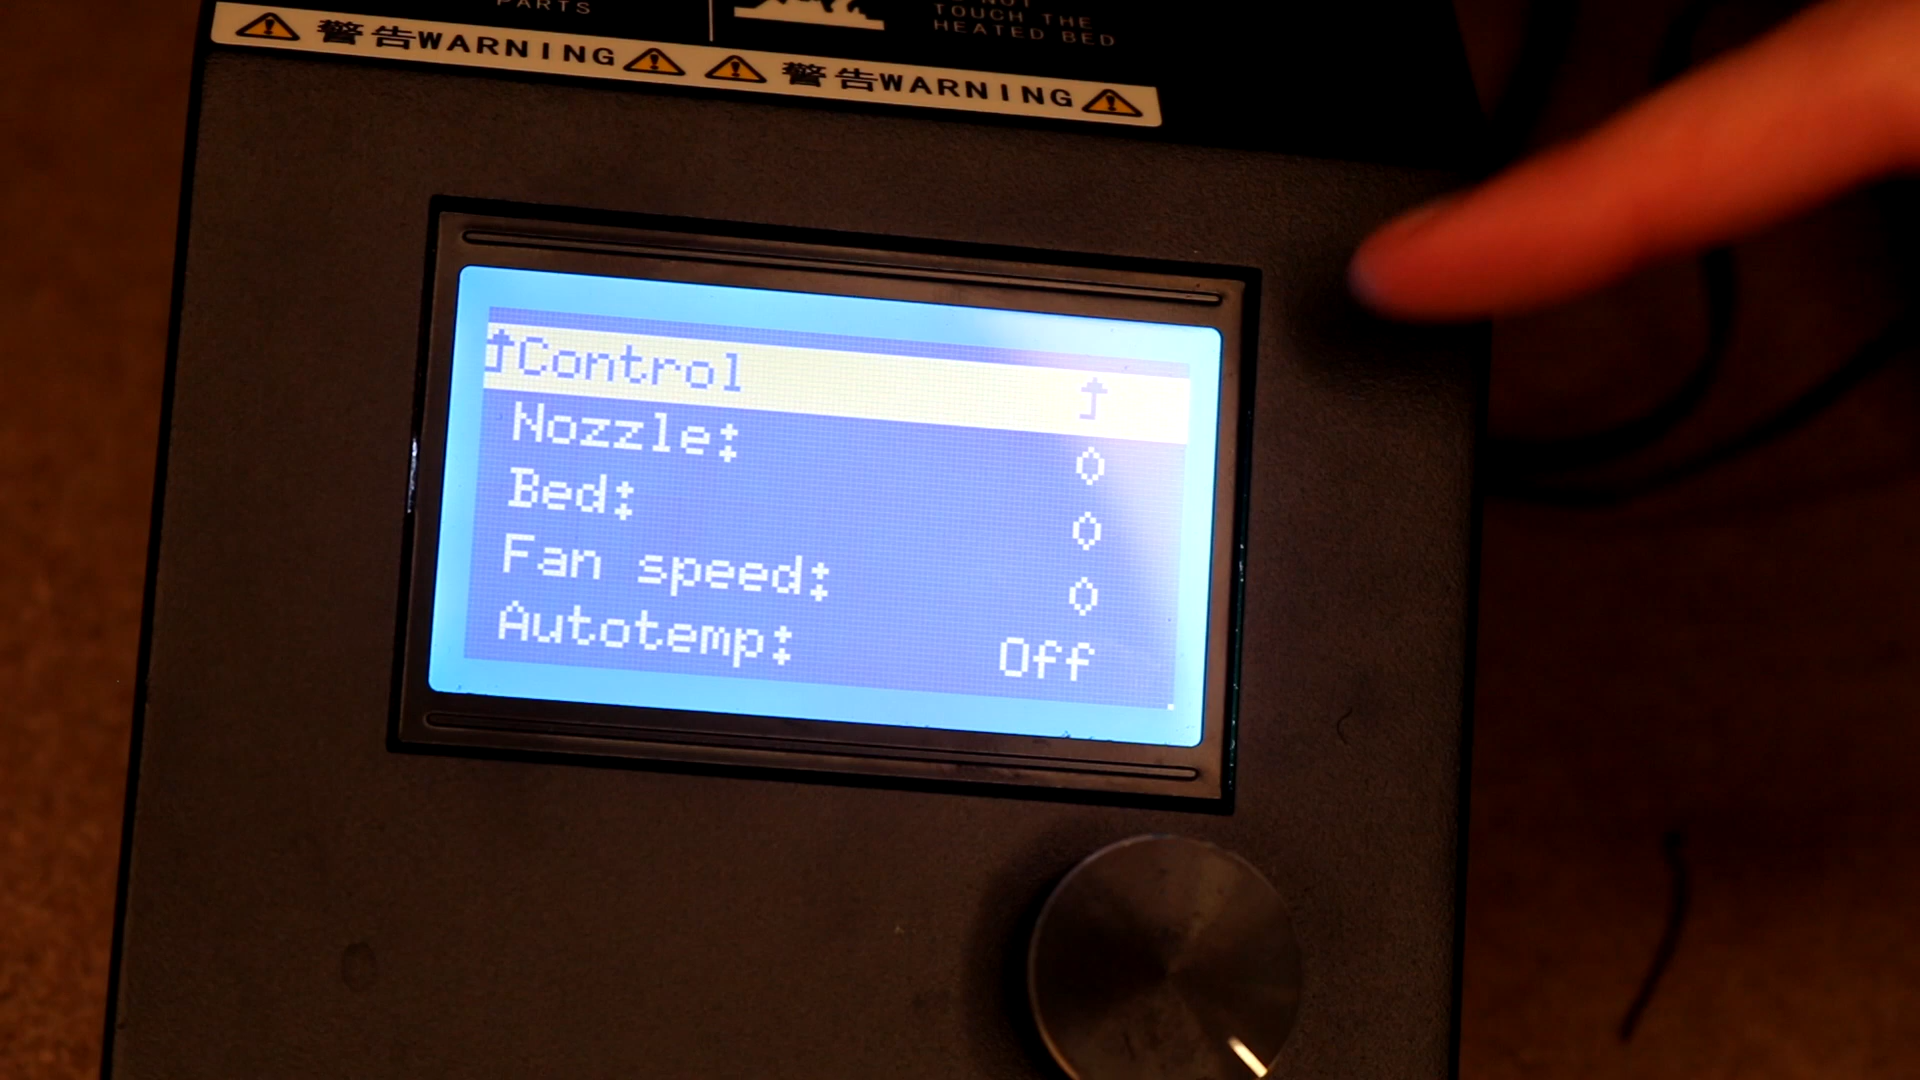 PARTS
TOUCH THE
HEATED BED
警告WARNING 警告WARNING
Control
Nozzle: 0
Bed: 0
Fan speed: 0
Autotemp: Off